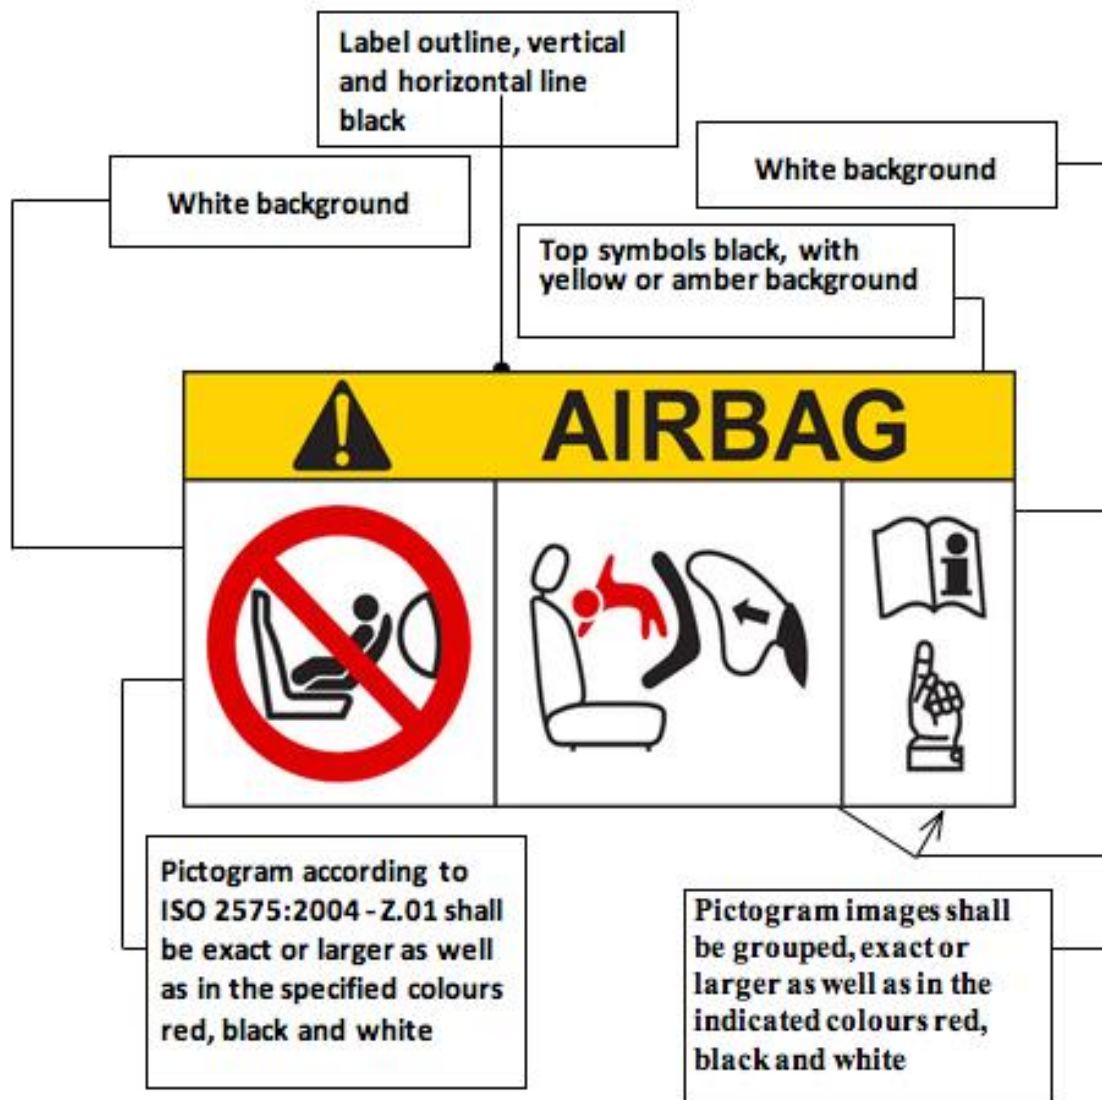 Label outline, vertical
and horizontal line
black
White background
White background
Top symbols black, with
yellow or amber background
AIRBAG
i
Pictogram according to
ISO 2575:2004 - Z.01 shall
be exact or larger as well
as in the specified colours
red, black and white
Pictogram images shall
be grouped, exact or
larger as well as in the
indicated colours red,
black and white